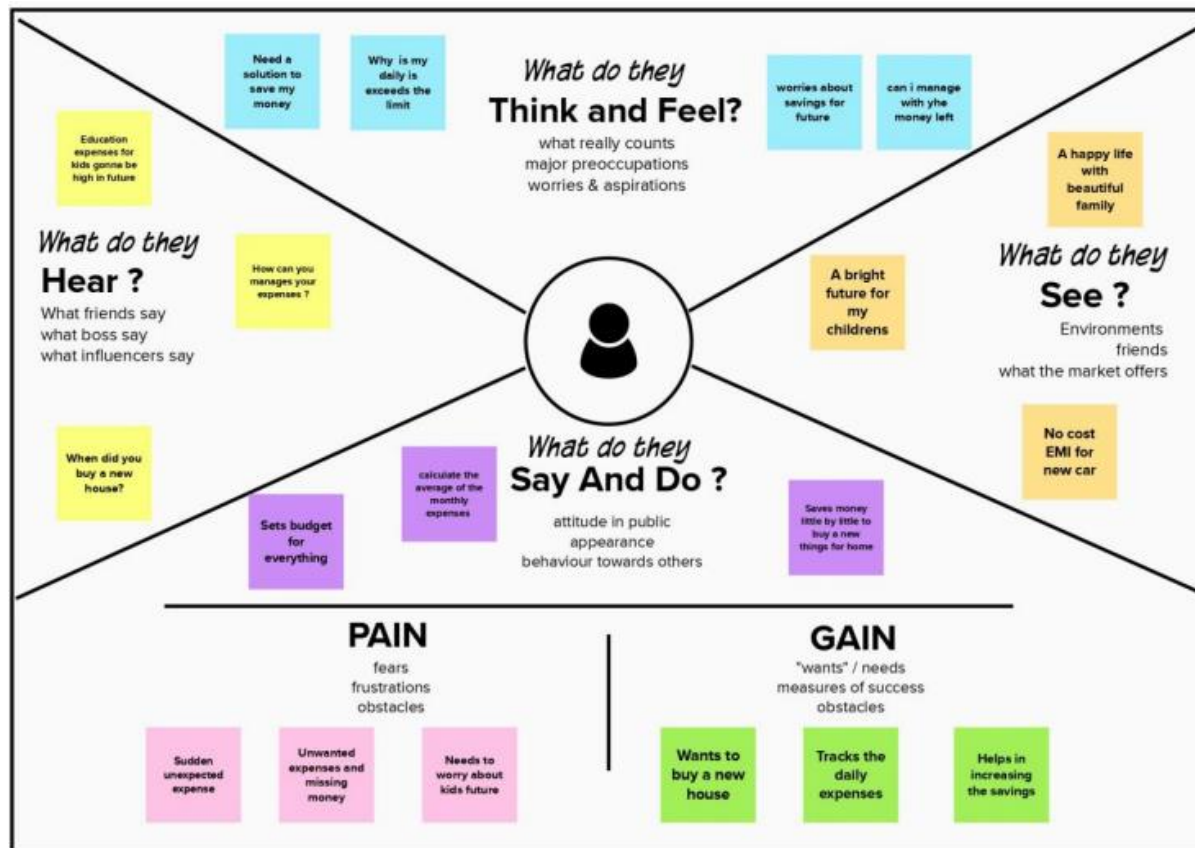 Need a
solution to
save my
money
Why is my
daily is
exceeds the
limit
What do they
Think and Feel?
what really counts
major preoccupations
worries & aspirations
worries about
savings for
future
can i manage
with yhe
money left
Education
expenses for
kids gonna be
high in future
What do they
Hear ?
What friends say
what boss say
what influencers say
How can you
manages your
expenses ?
When did you
buy a new
house?
A happy life
with
beautiful
family
A bright
future for
my
childrens
What do they
See ?
Environments
friends
what the market offers
No cost
EMI for
new car
What do they
Say And Do ?
attitude in public
appearance
behaviour towards others
Sets budget
for
everything
calculate the
average of the
monthly
expenses
Saves money
little by little to
buy a new
things for home
PAIN
fears
frustrations
obstacles
Sudden
unexpected
expense
Unwanted
expenses and
missing
money
Needs to
worry about
kids future
GAIN
"wants" / needs
measures of success
obstacles
Wants to
buy a new
house
Tracks the
daily
expenses
Helps in
increasing
the savings